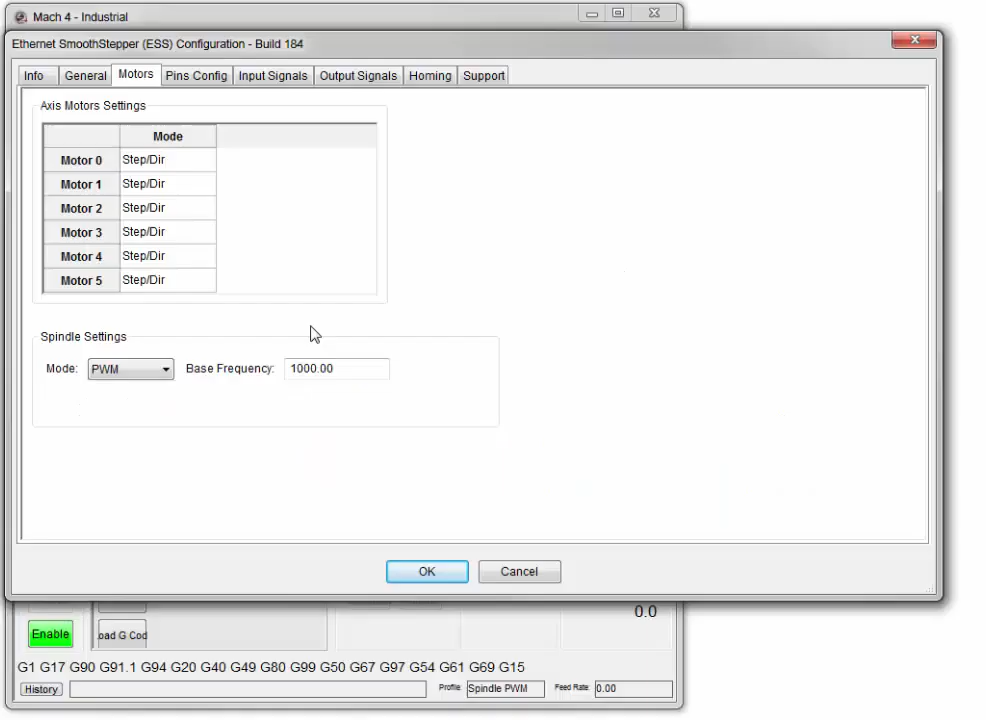 Mach 4 - Industrial
Ethernet SmoothStepper (ESS) Configuration - Build 184
Info General Motors Pins Config Input Signals Output Signals Homing Support
Axis Motors Settings
Mode
Motor 0 Step/Dir
Motor 1 Step/Dir
Motor 2 Step/Dir
Motor 3 Step/Dir
Motor 4 Step/Dir
Motor 5 Step/Dir
Spindle Settings
Mode: PWM Base Frequency: 1000.00
OK Cancel
0.0
Enable oad G Cod
G1 G17 G90 G91.1 G94 G20 G40 G49 G80 G99 G50 G67 G97 G54 G61 G69 G15
History Profile: Spindle PWM Feed Rate: 0.00